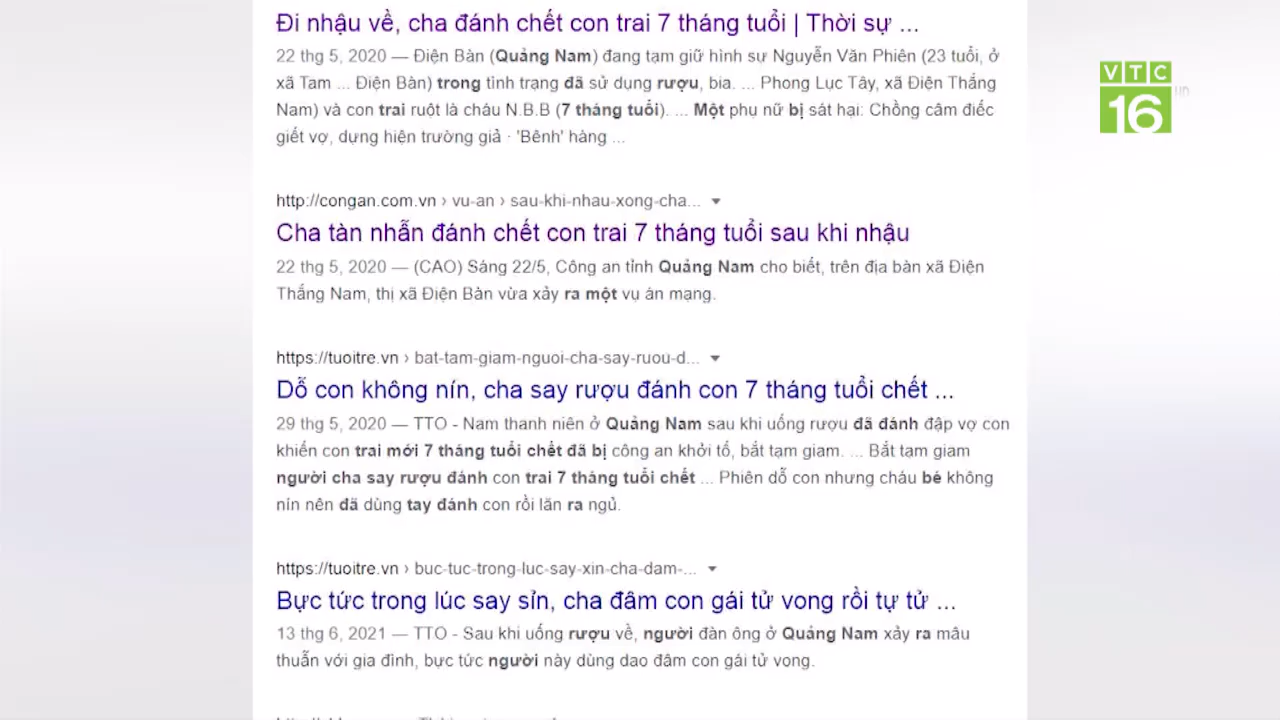 Đi nhậu về, cha đánh chết con trai 7 tháng tuổi | Thời sự ...
22 thg 5, 2020 — Điện Bàn (Quảng Nam) đang tạm giữ hình sự Nguyễn Văn Phiên (23 tuổi, ở
xã Tam ... Điện Bàn) trong tình trạng đã sử dụng rượu, bia. ... Phong Lục Tây, xã Điện Thắng
Nam) và con trai ruột là cháu N.B.B (7 tháng tuổi). ... Một phụ nữ bị sát hại: Chồng câm điếc
giết vợ, dựng hiện trường giả · 'Bênh' hàng ...
http://congan.com.vn › vu-an › sau-khi-nhau-xong-cha...
Cha tàn nhẫn đánh chết con trai 7 tháng tuổi sau khi nhậu
22 thg 5, 2020 — (CAO) Sáng 22/5, Công an tỉnh Quảng Nam cho biết, trên địa bàn xã Điện
Thắng Nam, thị xã Điện Bàn vừa xảy ra một vụ án mạng.
https://tuoitre.vn › bat-tam-giam-nguoi-cha-say-ruou-d...
Dỗ con không nín, cha say rượu đánh con 7 tháng tuổi chết ...
29 thg 5, 2020 — TTO - Nam thanh niên ở Quảng Nam sau khi uống rượu đã đánh đập vợ con
khiến con trai mới 7 tháng tuổi chết đã bị công an khởi tố, bắt tạm giam. ... Bắt tạm giam
người cha say rượu đánh con trai 7 tháng tuổi chết ... Phiên dỗ con nhưng cháu bé không
nín nên đã dùng tay đánh con rồi lăn ra ngủ.
https://tuoitre.vn › buc-tuc-trong-luc-say-xin-cha-dam-...
Bực tức trong lúc say sỉn, cha đâm con gái tử vong rồi tự tử ...
13 thg 6, 2021 — TTO - Sau khi uống rượu về, người đàn ông ở Quảng Nam xảy ra mâu
thuẫn với gia đình, bực tức người này dùng dao đâm con gái tử vong.
VTC
16
HD